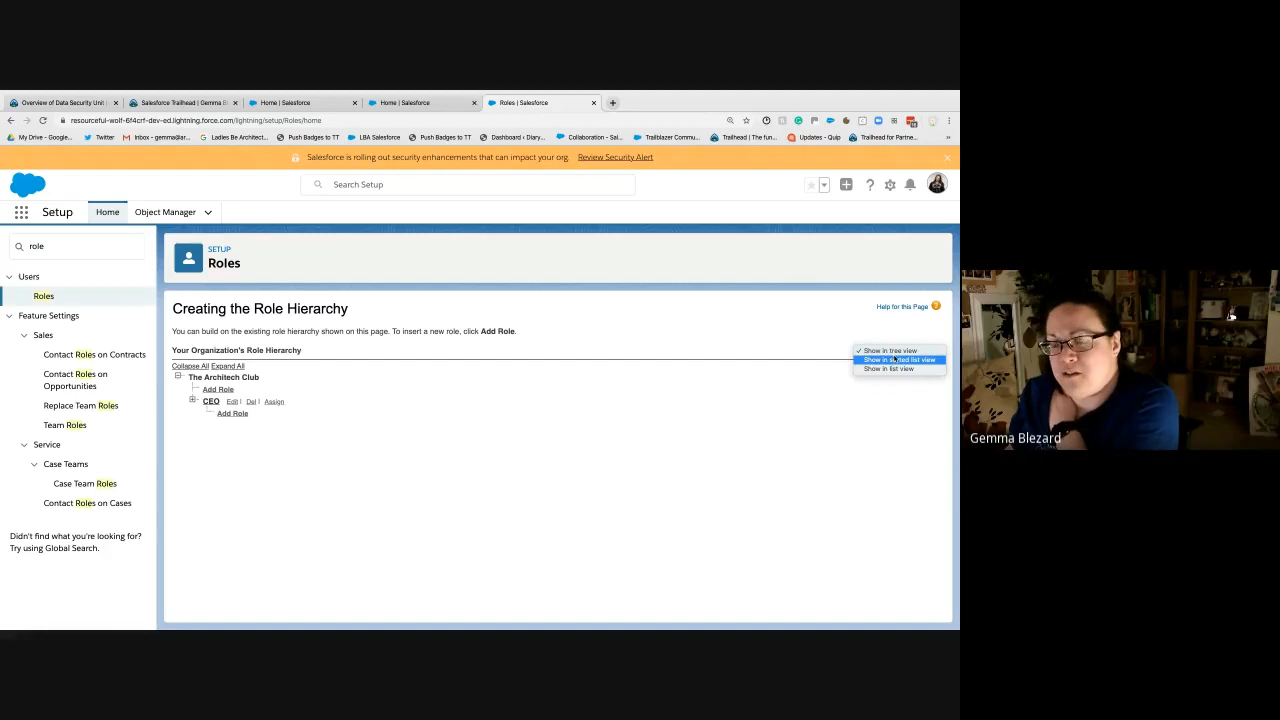 Overview of Data Security Unit
Salesforce Trailhead | Gemma Bl
Home | Salesforce
Home | Salesforce
Roles | Salesforce
resourceful-wolf-6f4crf-dev-ed.lightning.force.com/lightning/setup/Roles/home
My Drive - Google...
Twitter
Inbox - gemma@ar...
Ladies Be Architect...
Push Badges to TT
LBA Salesforce
Push Badges to TT
Dashboard ‹ Diary...
Collaboration - Sal...
Trailblazer Commu...
Trailhead | The fun...
Updates - Quip
Trailhead for Partne...
Salesforce is rolling out security enhancements that can impact your org. Review Security Alert
Search Setup
Setup
Home
Object Manager
role
Users
Roles
Feature Settings
Sales
Contact Roles on Contracts
Contact Roles on
Opportunities
Replace Team Roles
Team Roles
Service
Case Teams
Case Team Roles
Contact Roles on Cases
Didn't find what you're looking for?
Try using Global Search.
SETUP
Roles
Creating the Role Hierarchy
Help for this Page
You can build on the existing role hierarchy shown on this page. To insert a new role, click Add Role.
Your Organization's Role Hierarchy
✓ Show in tree view
Show in sorted list view
Show in list view
Collapse All Expand All
The Architech Club
Add Role
CEO Edit | Del | Assign
Add Role
Gemma Blezard